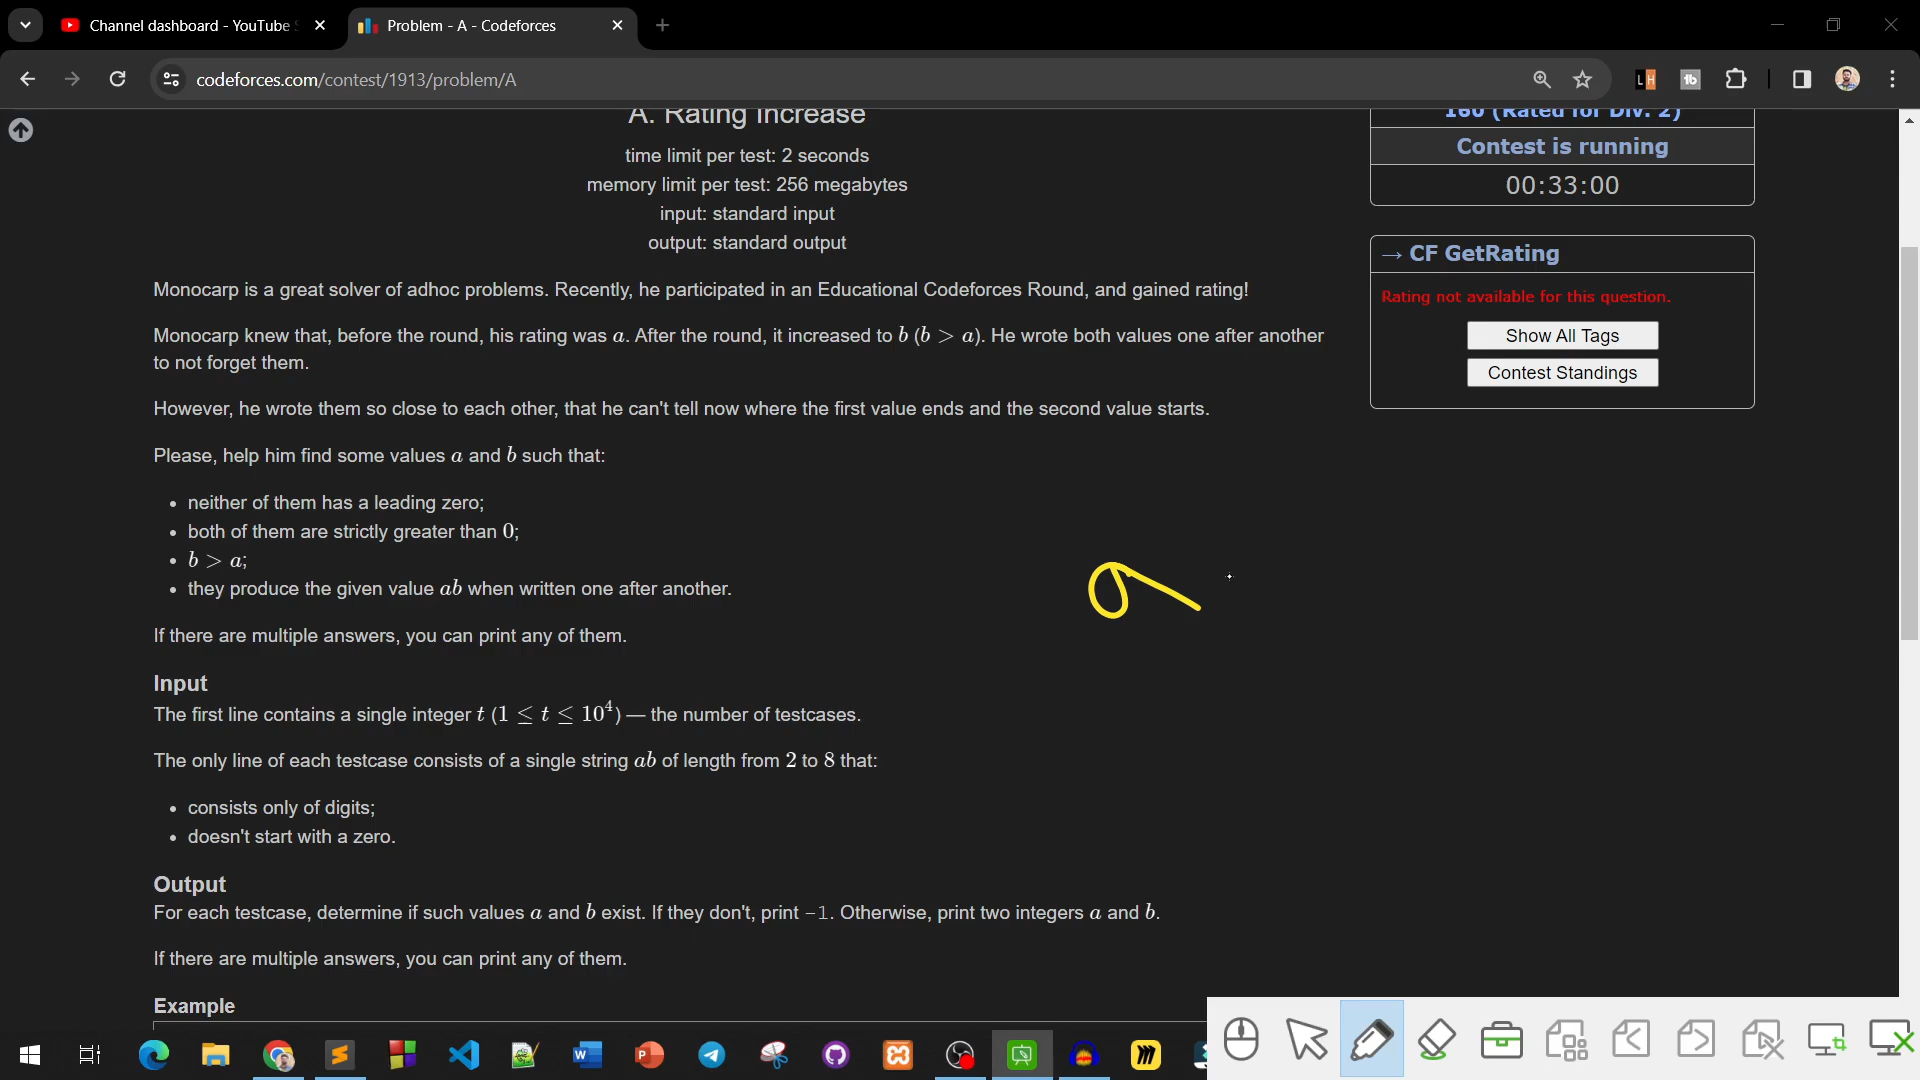 Channel dashboard - YouTube S
Problem - A - Codeforces
codeforces.com/contest/1913/problem/A
A. Rating Increase
time limit per test: 2 seconds
memory limit per test: 256 megabytes
input: standard input
output: standard output
Monocarp is a great solver of adhoc problems. Recently, he participated in an Educational Codeforces Round, and gained rating!
Monocarp knew that, before the round, his rating was a. After the round, it increased to b (b > a). He wrote both values one after another
to not forget them.
However, he wrote them so close to each other, that he can't tell now where the first value ends and the second value starts.
Please, help him find some values a and b such that:
• neither of them has a leading zero;
• both of them are strictly greater than 0;
• b > a;
• they produce the given value ab when written one after another.
If there are multiple answers, you can print any of them.
Input
The first line contains a single integer t (1 ≤ t ≤ 10⁴) — the number of testcases.
The only line of each testcase consists of a single string ab of length from 2 to 8 that:
• consists only of digits;
• doesn't start with a zero.
Output
For each testcase, determine if such values a and b exist. If they don't, print −1. Otherwise, print two integers a and b.
If there are multiple answers, you can print any of them.
Example
160 (Rated for Div. 2)
Contest is running
00:33:00
→ CF GetRating
Rating not available for this question.
Show All Tags
Contest Standings
a